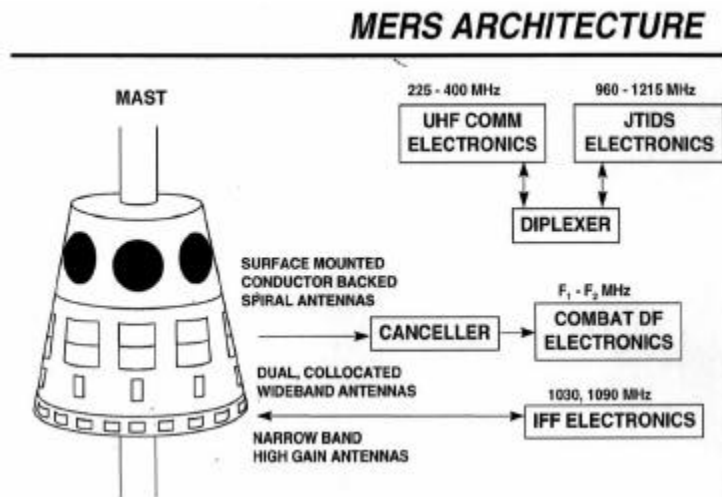 MERS ARCHITECTURE
MAST
225 - 400 MHz
UHF COMM
ELECTRONICS
960 - 1215 MHz
JTIDS
ELECTRONICS
DIPLEXER
SURFACE MOUNTED
CONDUCTOR BACKED
SPIRAL ANTENNAS
CANCELLER
F₁ - F₂ MHz
COMBAT DF
ELECTRONICS
DUAL, COLLOCATED
WIDEBAND ANTENNAS
1030, 1090 MHz
IFF ELECTRONICS
NARROW BAND
HIGH GAIN ANTENNAS